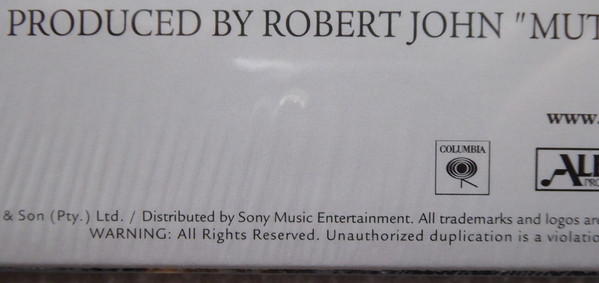 PRODUCED BY ROBERT JOHN "MUT
www.
COLUMBIA
& Son (Pty.) Ltd. / Distributed by Sony Music Entertainment. All trademarks and logos are
WARNING: All Rights Reserved. Unauthorized duplication is a violatio